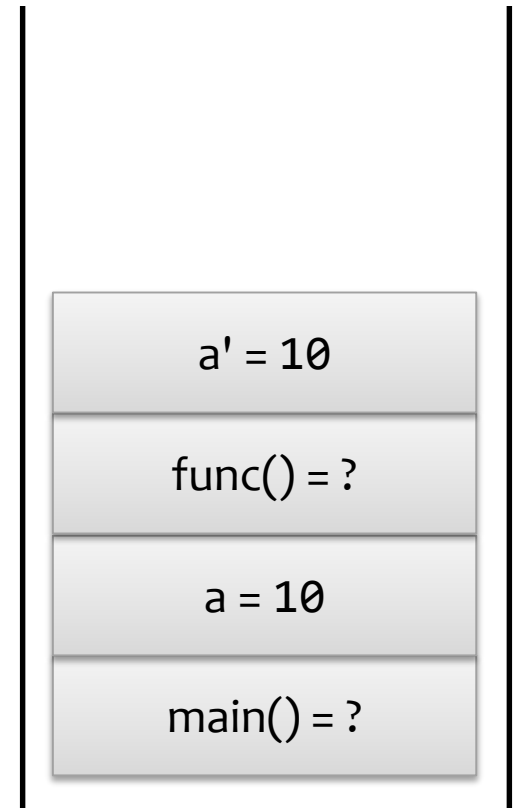 a' = 10
func() = ?
a = 10
main() = ?